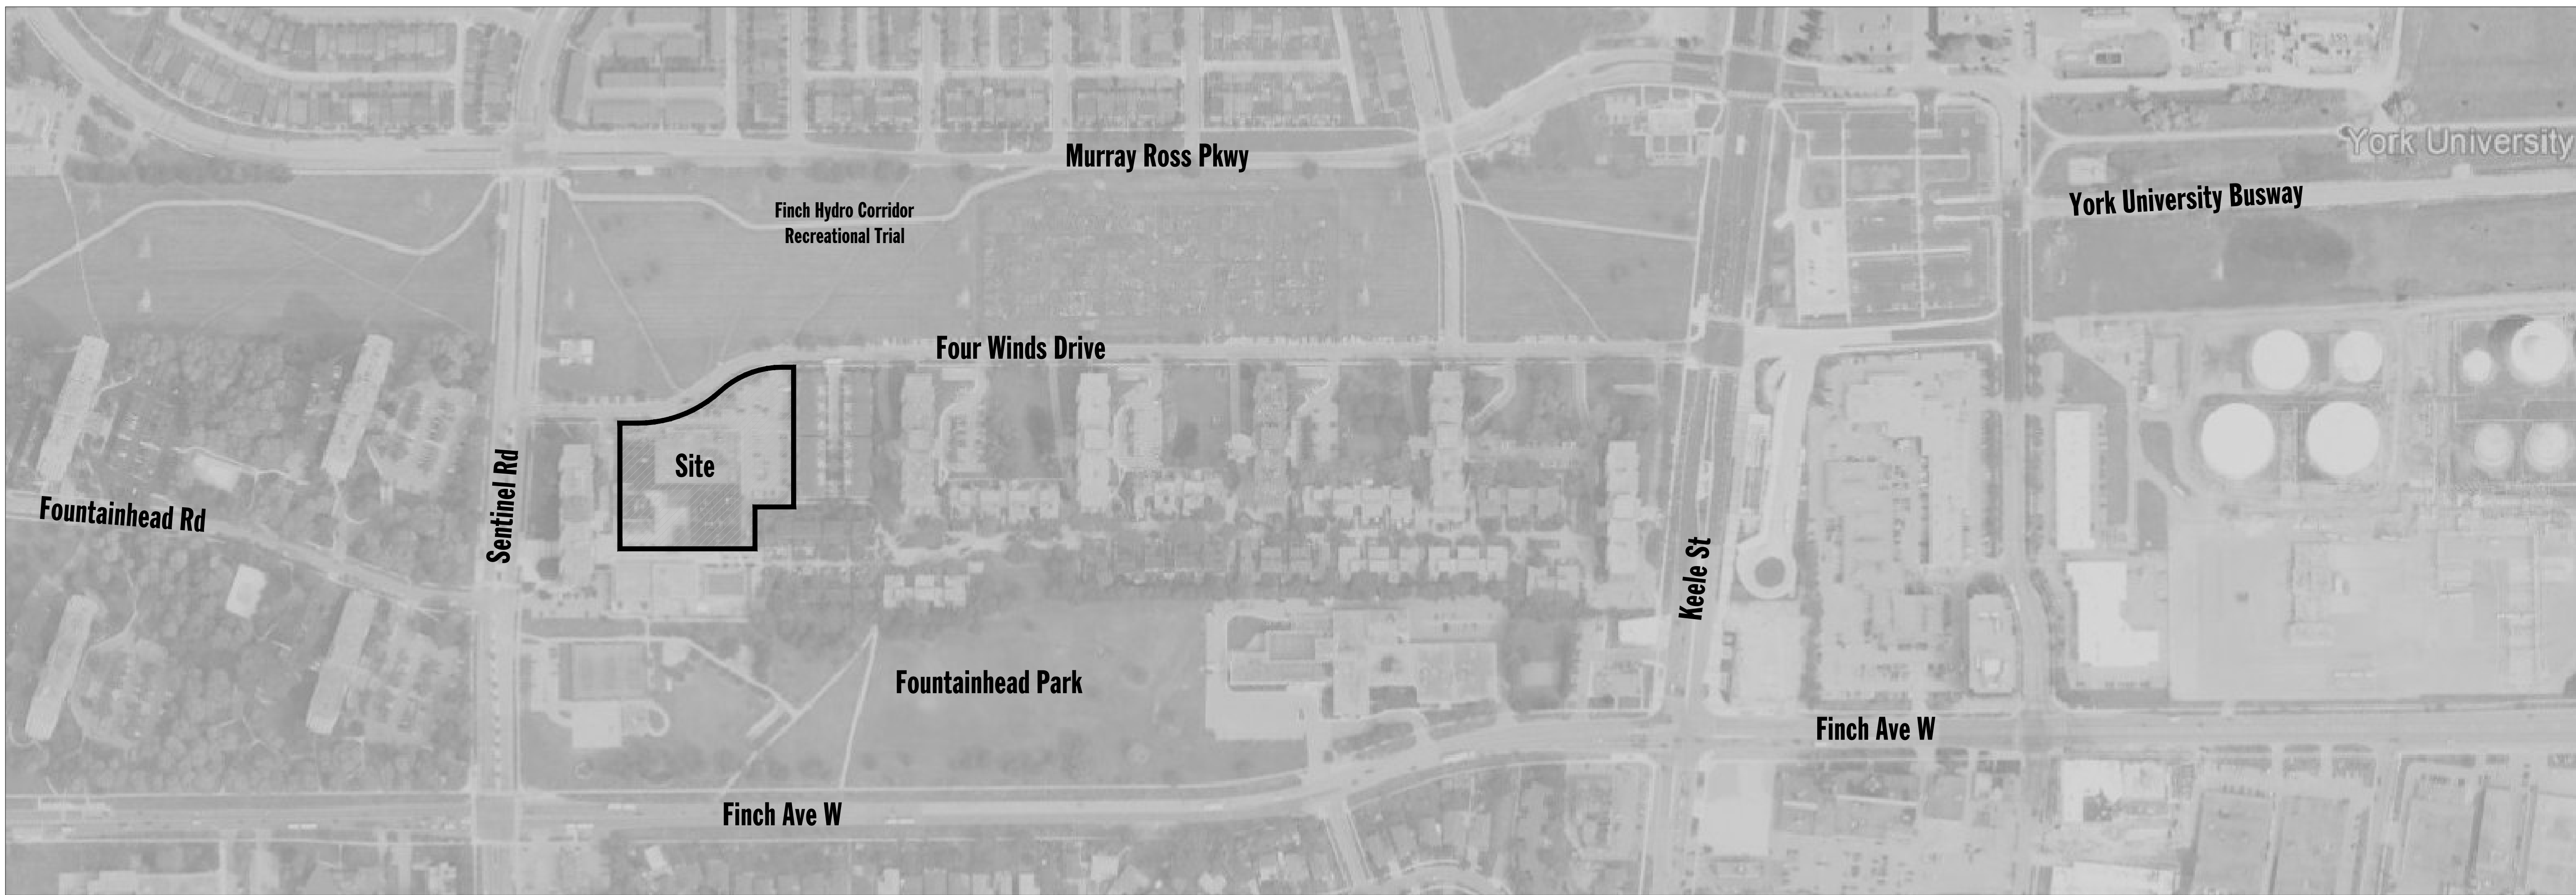 Murray Ross Pkwy
York University
York University Busway
Finch Hydro Corridor
Recreational Trial
Four Winds Drive
Site
Sentinel Rd
Fountainhead Rd
Keele St
Fountainhead Park
Finch Ave W
Finch Ave W